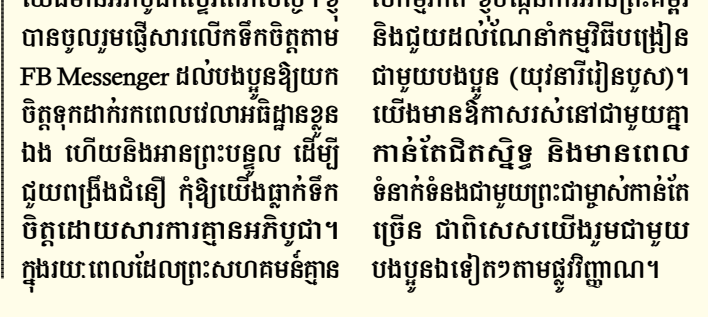 បានចូលរួមផ្ញើសារលើកទឹកចិត្តតាម
FB Messenger ដល់បងប្អូនឱ្យយក
ចិត្តទុកដាក់រកពេលវេលាអធិដ្ឋានខ្លួន
ឯង ហើយនិងអានព្រះបន្ទូល ដើម្បី
ជួយពង្រឹងជំនឿ កុំឱ្យយើងធ្លាក់ទឹក
ចិត្តដោយសារការគ្មានអភិបូជា។
ក្នុងរយៈពេលដែលព្រះសហគមន៍គ្មាន
និងជួយដល់ណែនាំកម្មវិធីបង្រៀន
ជាមួយបងប្អូន (យុវនារីរៀនបួស)។
យើងមានឱកាសរស់នៅជាមួយគ្នា
កាន់តែជិតស្និទ្ធ និងមានពេល
ទំនាក់ទំនងជាមួយព្រះជាម្ចាស់កាន់តែ
ច្រើន ជាពិសេសយើងរួមជាមួយ
បងប្អូនឯទៀតៗតាមផ្លូវវិញ្ញាណ។